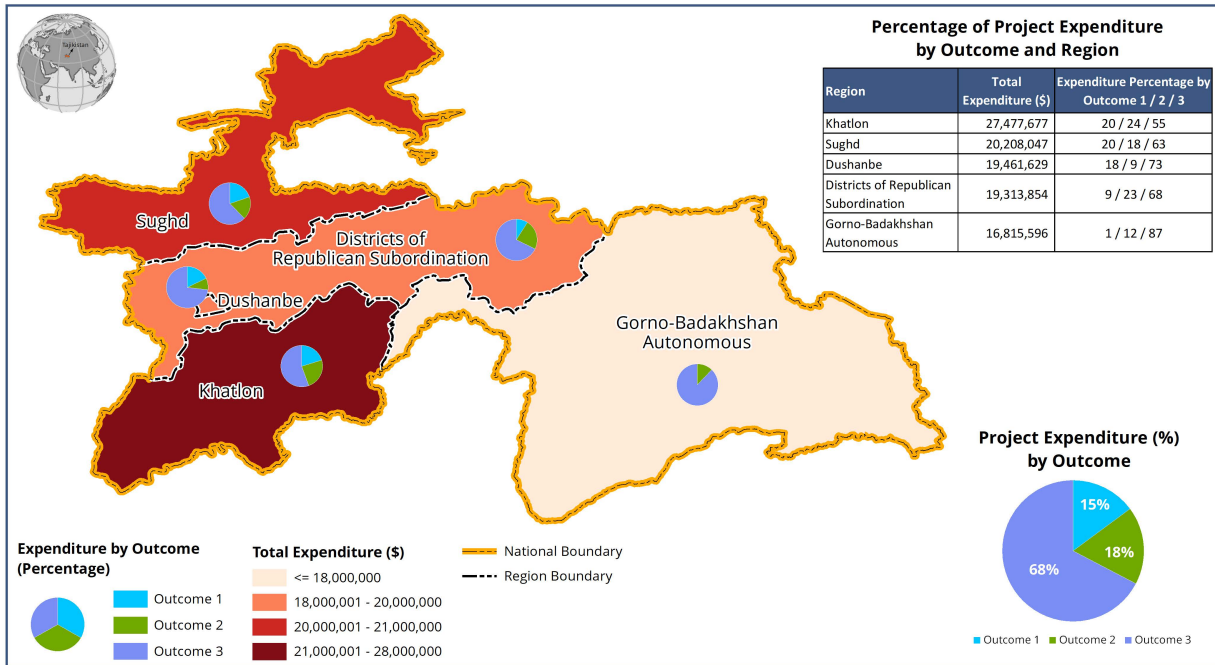 Tajikistan
Percentage of Project Expenditure
by Outcome and Region
Region
Total
Expenditure ($)
Expenditure Percentage by
Outcome 1 / 2 / 3
Khatlon 27,477,677 20 / 24 / 55
Sughd 20,208,047 20 / 18 / 63
Dushanbe 19,461,629 18 / 9 / 73
Districts of Republican
Subordination 19,313,854 9 / 23 / 68
Gorno-Badakhshan
Autonomous 16,815,596 1 / 12 / 87
Sughd
Districts of
Republican Subordination
Dushanbe
Khatlon
Gorno-Badakhshan
Autonomous
Expenditure by Outcome
(Percentage)
Outcome 1
Outcome 2
Outcome 3
Total Expenditure ($)
<= 18,000,000
18,000,001 - 20,000,000
20,000,001 - 21,000,000
21,000,001 - 28,000,000
National Boundary
Region Boundary
Project Expenditure (%)
by Outcome
15%
18%
68%
Outcome 1 Outcome 2 Outcome 3